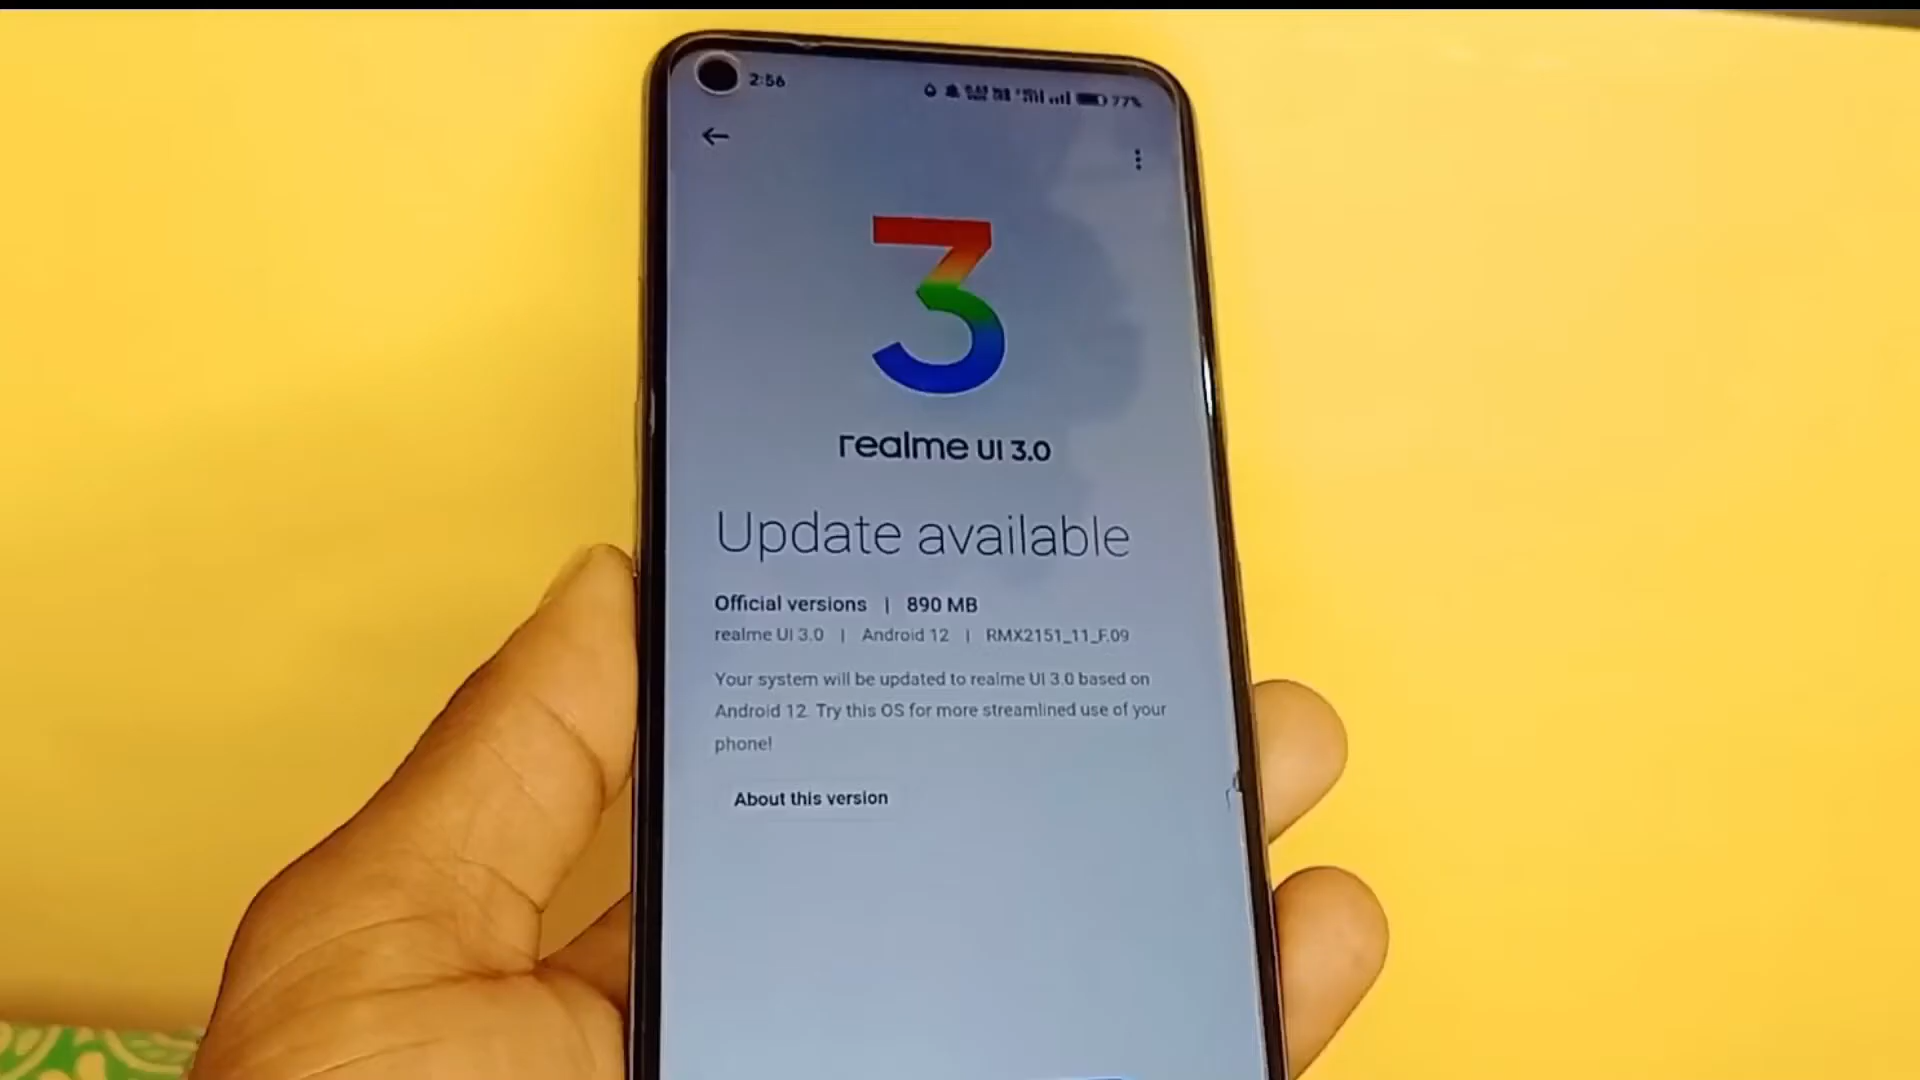 2:56
77%
3
realme UI 3.0
Update available
Official versions | 890 MB
realme UI 3.0 | Android 12 | RMX2151_11_F.09
Your system will be updated to realme UI 3.0 based on
Android 12. Try this OS for more streamlined use of your
phone!
About this version